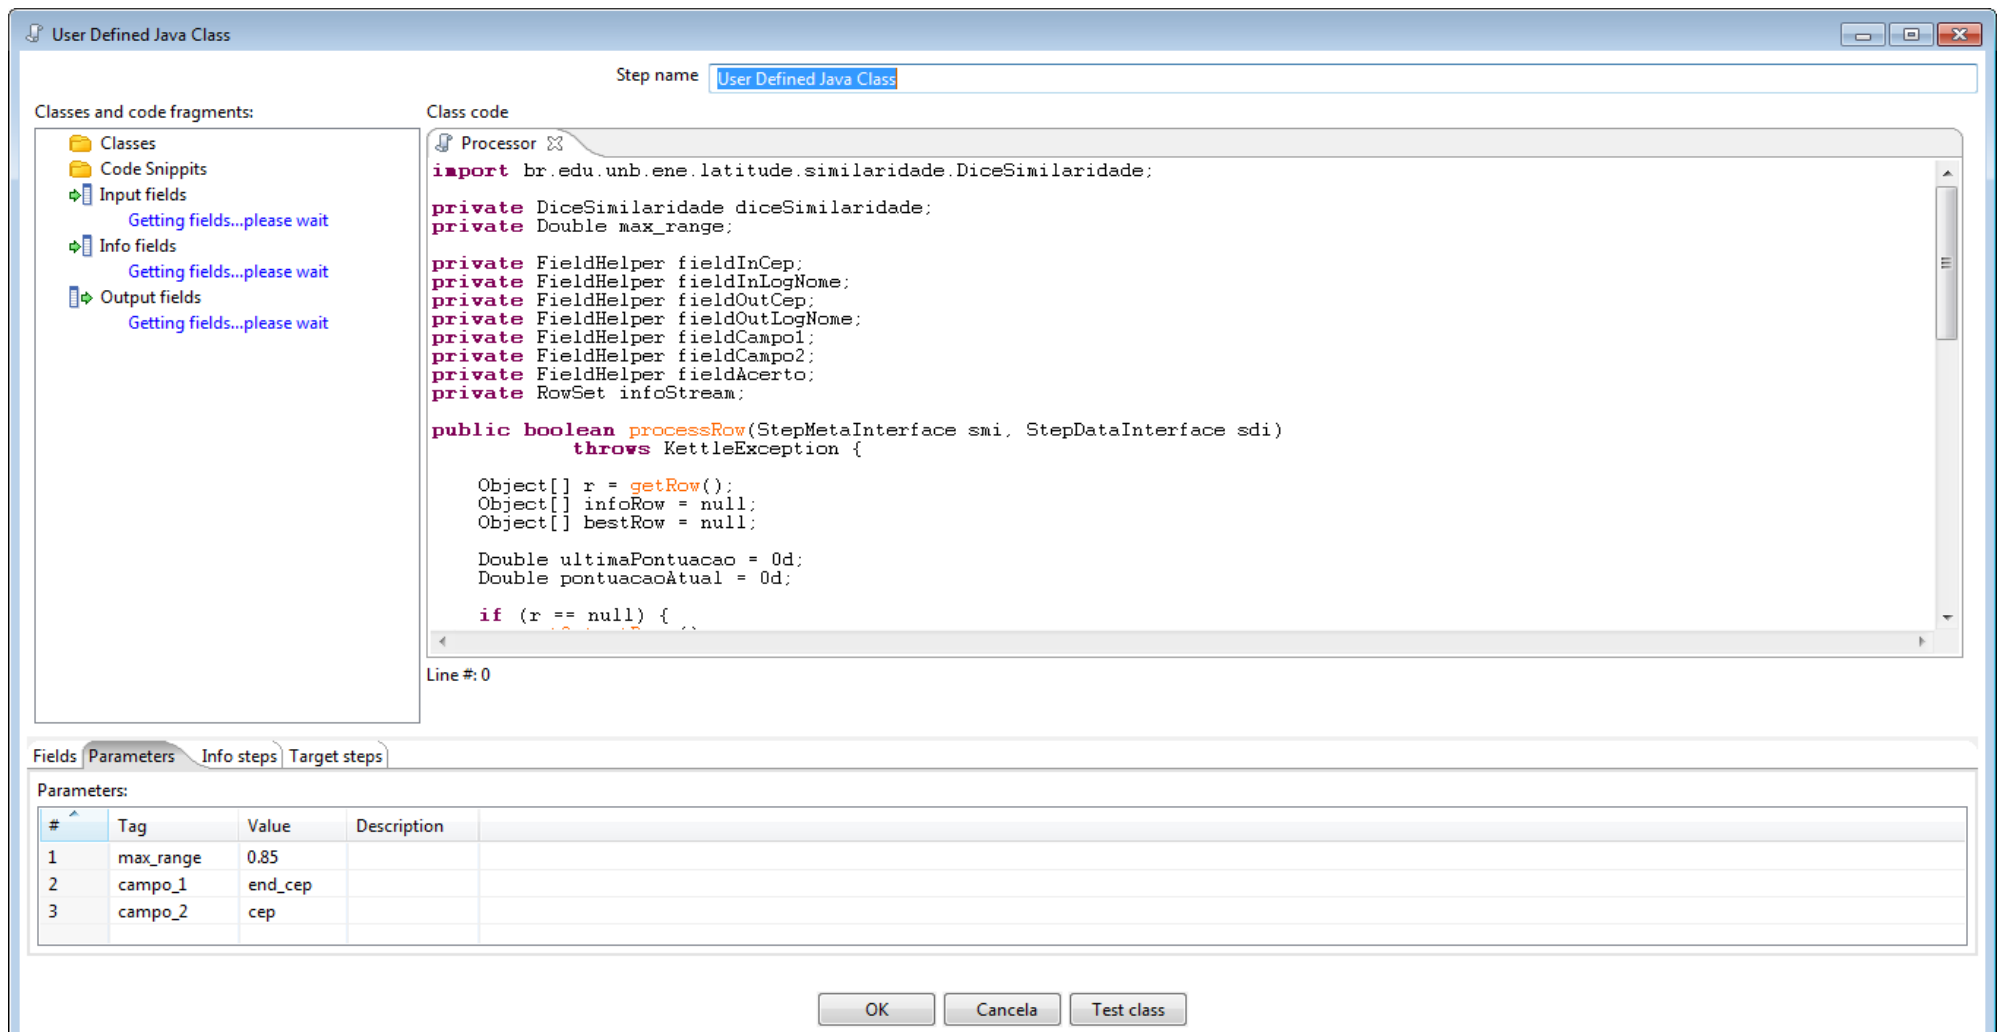 User Defined Java Class
Step name User Defined Java Class
Classes and code fragments:
Classes
Code Snippits
Input fields
Getting fields...please wait
Info fields
Getting fields...please wait
Output fields
Getting fields...please wait
Class code
Processor
import br.edu.unb.ene.latitude.similaridade.DiceSimilaridade;
private DiceSimilaridade diceSimilaridade;
private Double max_range;
private FieldHelper fieldInCep;
private FieldHelper fieldInLogNome;
private FieldHelper fieldOutCep;
private FieldHelper fieldOutLogNome;
private FieldHelper fieldCampo1;
private FieldHelper fieldCampo2;
private FieldHelper fieldAcerto;
private RowSet infoStream;
public boolean processRow(StepMetaInterface smi, StepDataInterface sdi)
throws KettleException {
Object[] r = getRow();
Object[] infoRow = null;
Object[] bestRow = null;
Double ultimaPontuacao = 0d;
Double pontuacaoAtual = 0d;
if (r == null) {
Line #: 0
Fields Parameters Info steps Target steps
Parameters:
# Tag Value Description
1 max_range 0.85
2 campo_1 end_cep
3 campo_2 cep
OK Cancela Test class